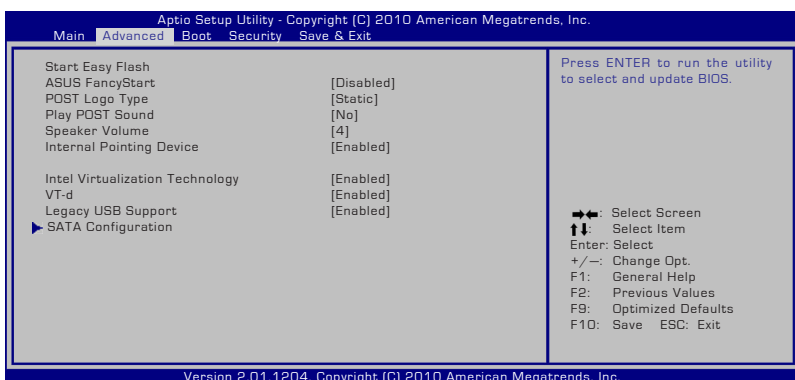 Aptio Setup Utility - Copyright (C) 2010 American Megatrends, Inc.
Main Advanced Boot Security Save & Exit
Start Easy Flash
ASUS FancyStart [Disabled]
POST Logo Type [Static]
Play POST Sound [No]
Speaker Volume [4]
Internal Pointing Device [Enabled]
Intel Virtualization Technology [Enabled]
VT-d [Enabled]
Legacy USB Support [Enabled]
SATA Configuration
Press ENTER to run the utility
to select and update BIOS.
→←: Select Screen
↑↓: Select Item
Enter: Select
+/−: Change Opt.
F1: General Help
F2: Previous Values
F9: Optimized Defaults
F10: Save ESC: Exit
Version 2.01.1204. Copyright (C) 2010 American Megatrends, Inc.